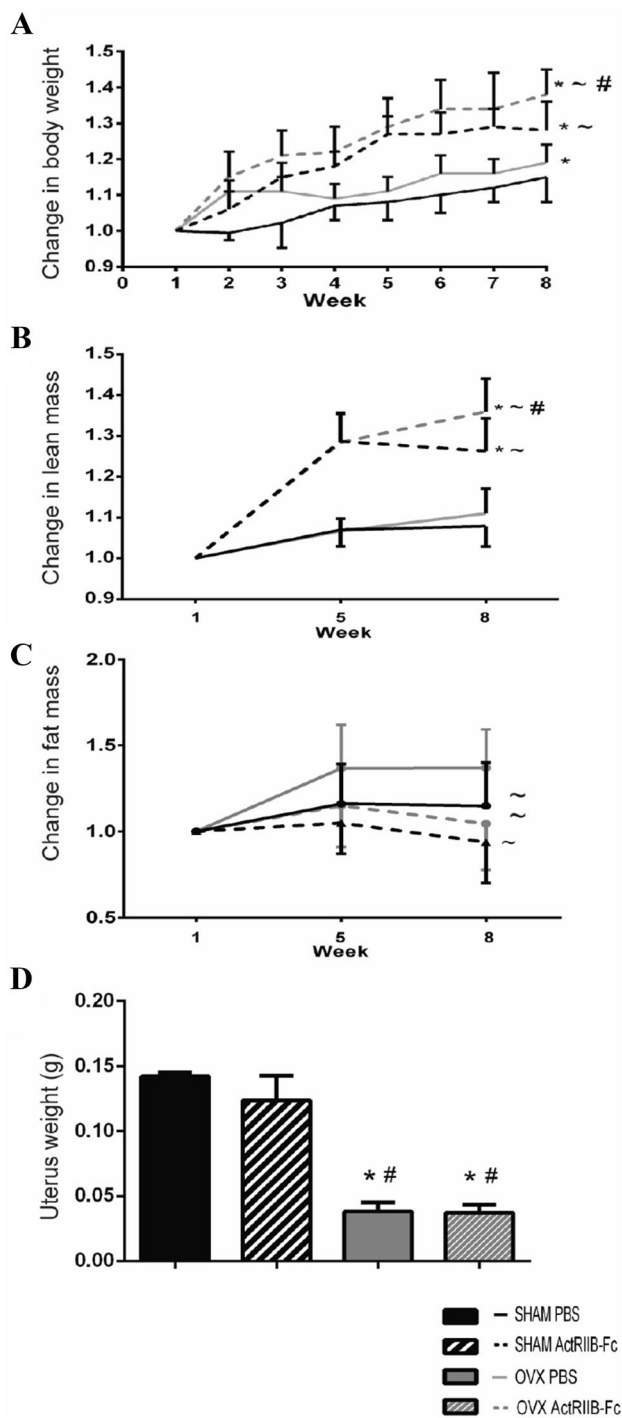 A
Change in body weight
1.5
1.4
1.3
1.2
1.1
1.0
0.9
* ~ #
* ~
*
0 1 2 3 4 5 6 7 8
Week
B
Change in lean mass
1.5
1.4
1.3
1.2
1.1
1.0
0.9
* ~ #
* ~
1 5 8
Week
C
Change in fat mass
2.0
1.5
1.0
0.5
~
~
~
1 5 8
Week
D
Uterus weight (g)
0.20
0.15
0.10
0.05
0.00
* # * #
SHAM PBS
SHAM ActRIIB-Fc
OVX PBS
OVX ActRIIB-Fc